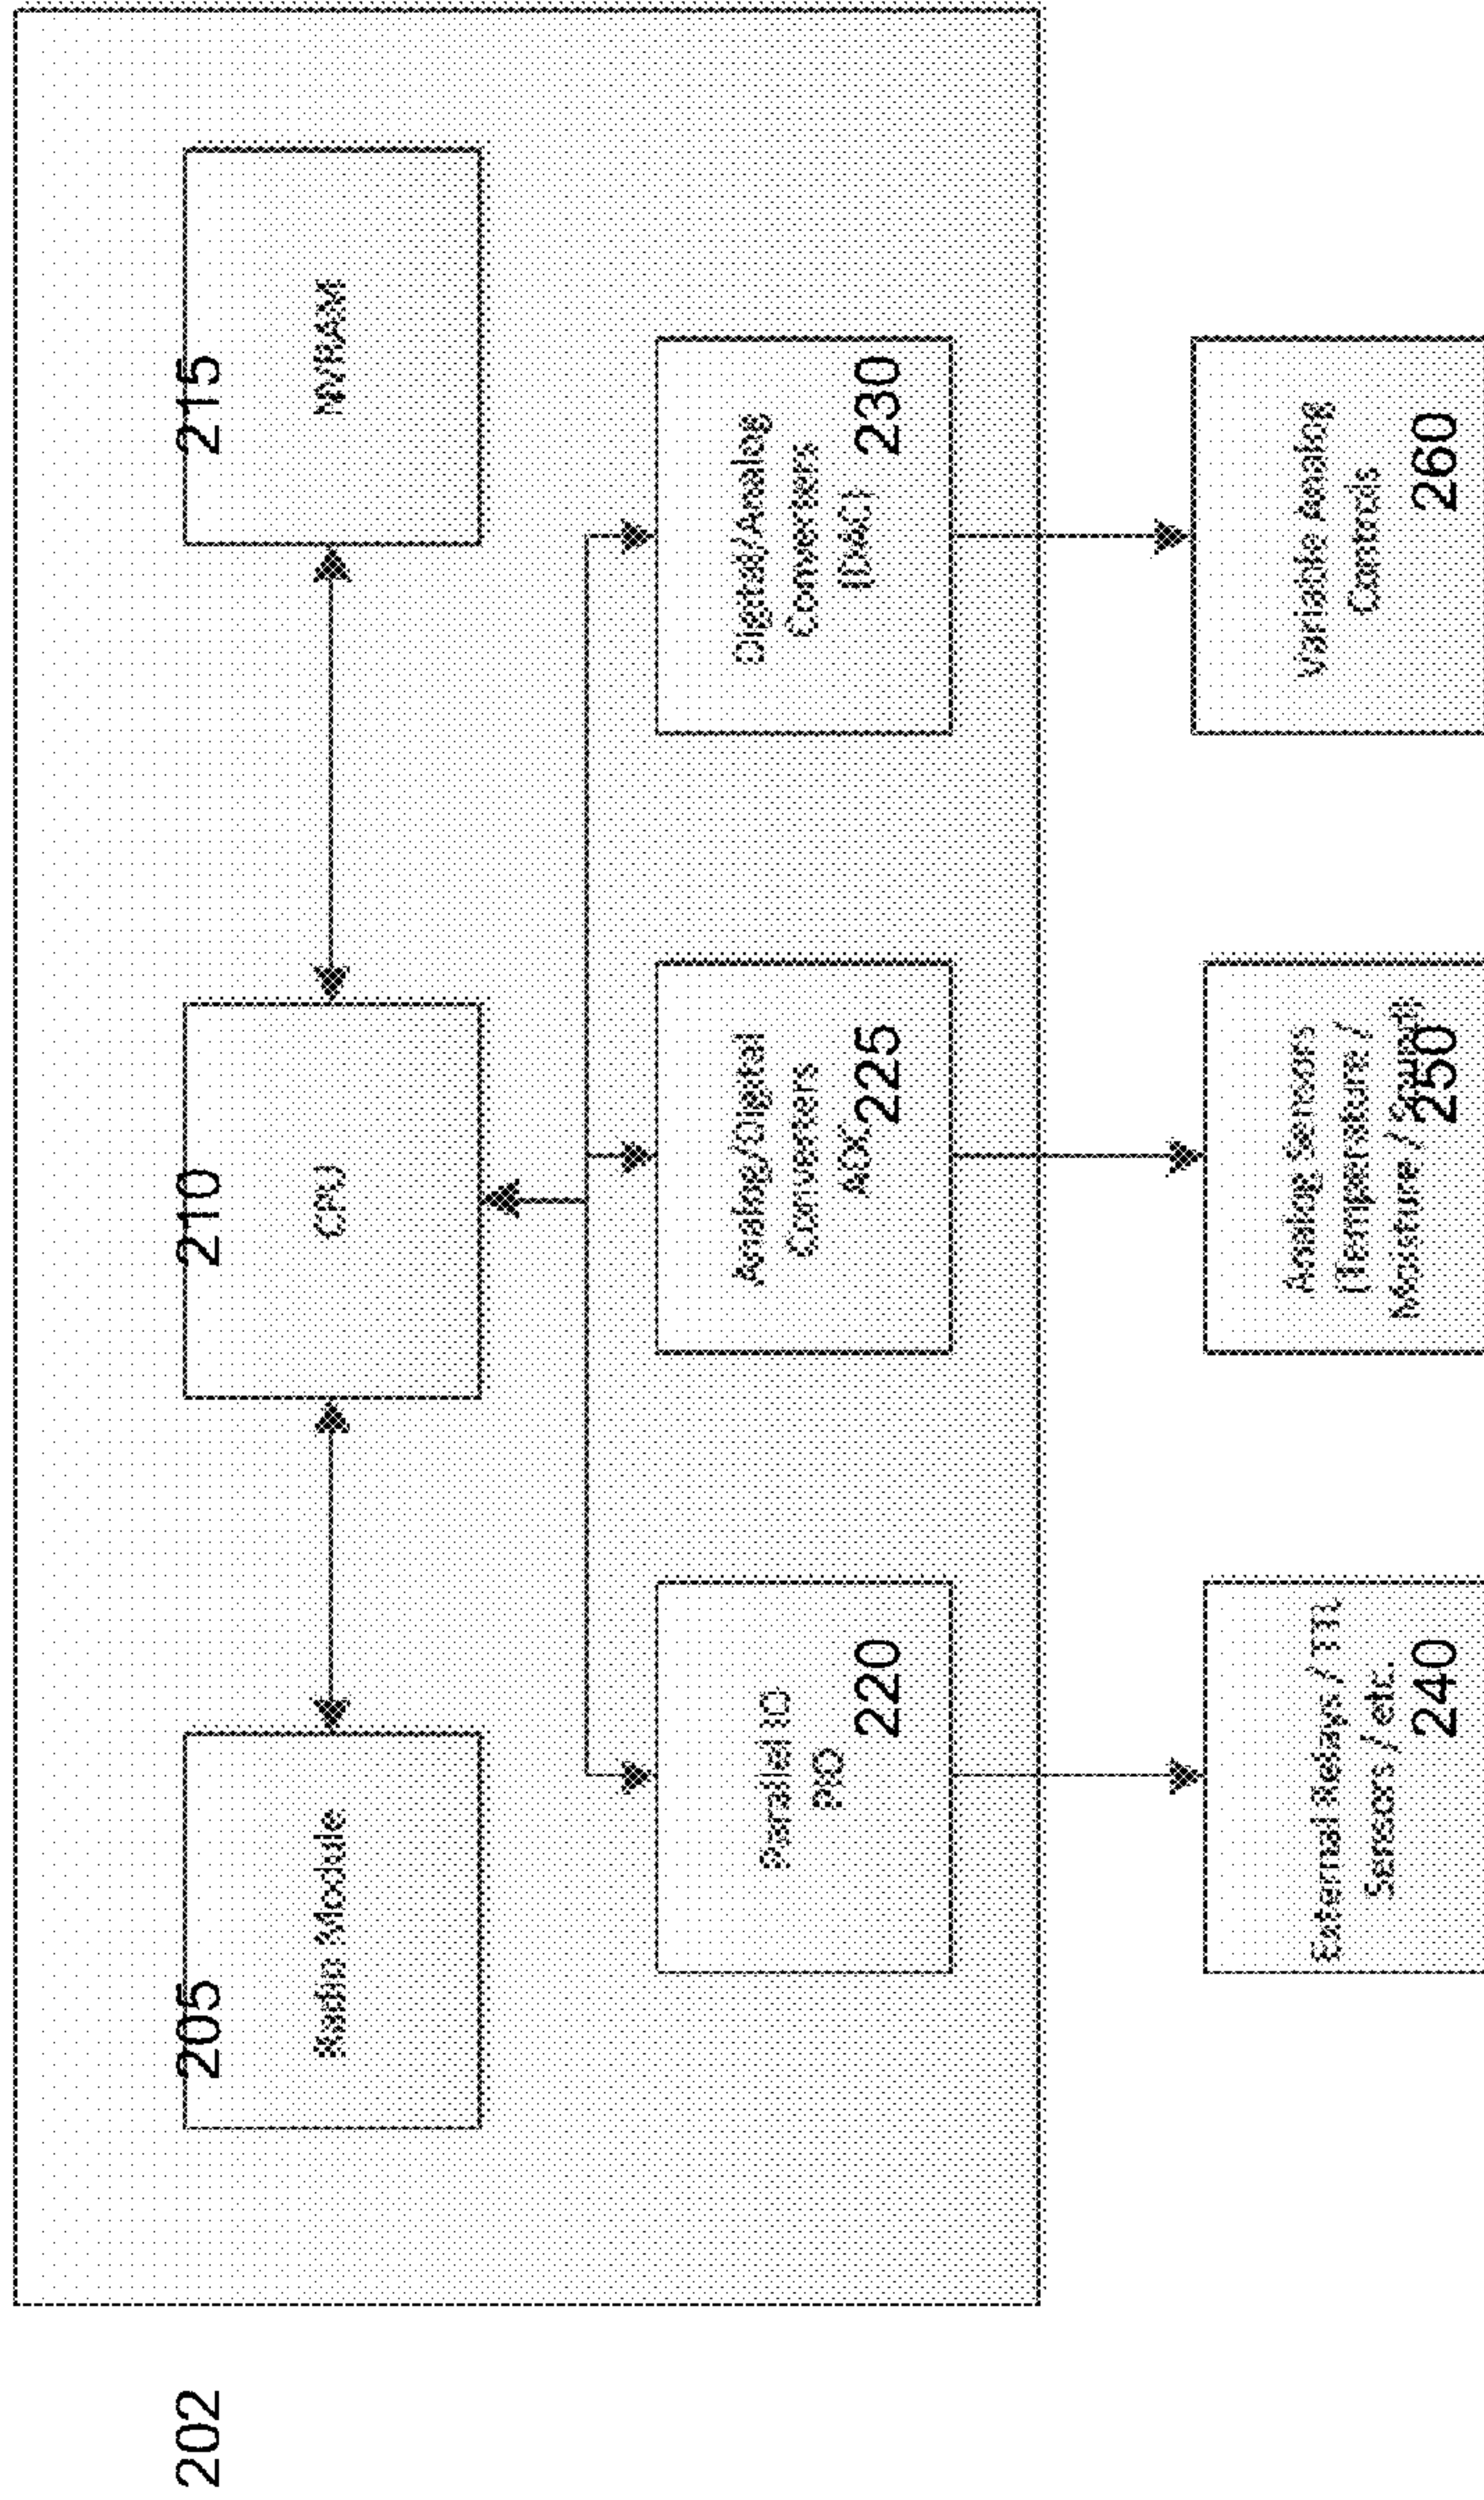 202
205
Radio Module
210
CPU
215
NVRAM
Parallel IO
PIO
220
Analog/Digital
Converters
ADC
225
Digital/Analog
Converters
(DAC)
230
External Relays / TTL
Sensors / etc.
240
Analog Sensors
(Temperature /
Moisture /
250
Variable Analog
Controls
260